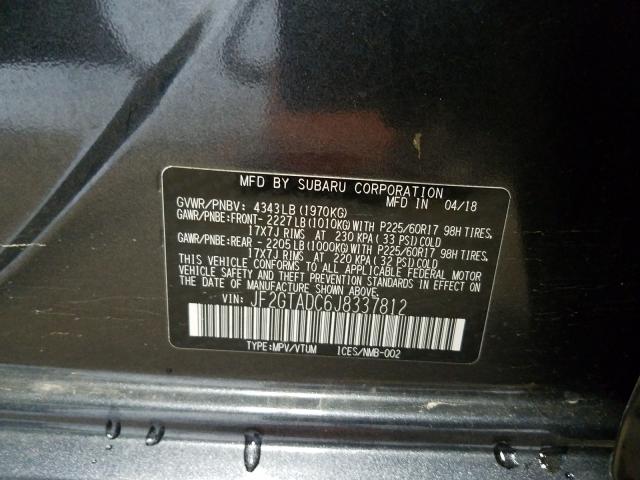 MFD BY SUBARU CORPORATION MFD IN 04/18
GVWR/PNBV: 4343LB (1970KG)
GAWR/PNBE:FRONT- 2227LB(1010KG)WITH P225/60R17 98H TIRES,
17X7J RIMS AT 230 KPA( 33 PSI)COLD
GAWR/PNBE:REAR - 2205LB(1000KG)WITH P225/60R17 98H TIRES,
17X7J RIMS AT 220 KPA( 32 PSI)COLD
THIS VEHICLE CONFORMS TO ALL APPLICABLE FEDERAL MOTOR
VEHICLE SAFETY, BUMPER, AND THEFT PREVENTION STANDARDS IN EFFECT
ON THE DATE OF MANUFACTURE SHOWN ABOVE.
VIN: JF2GTADC6J8337812
TYPE:MPV/VTUM ICES/NMB-002